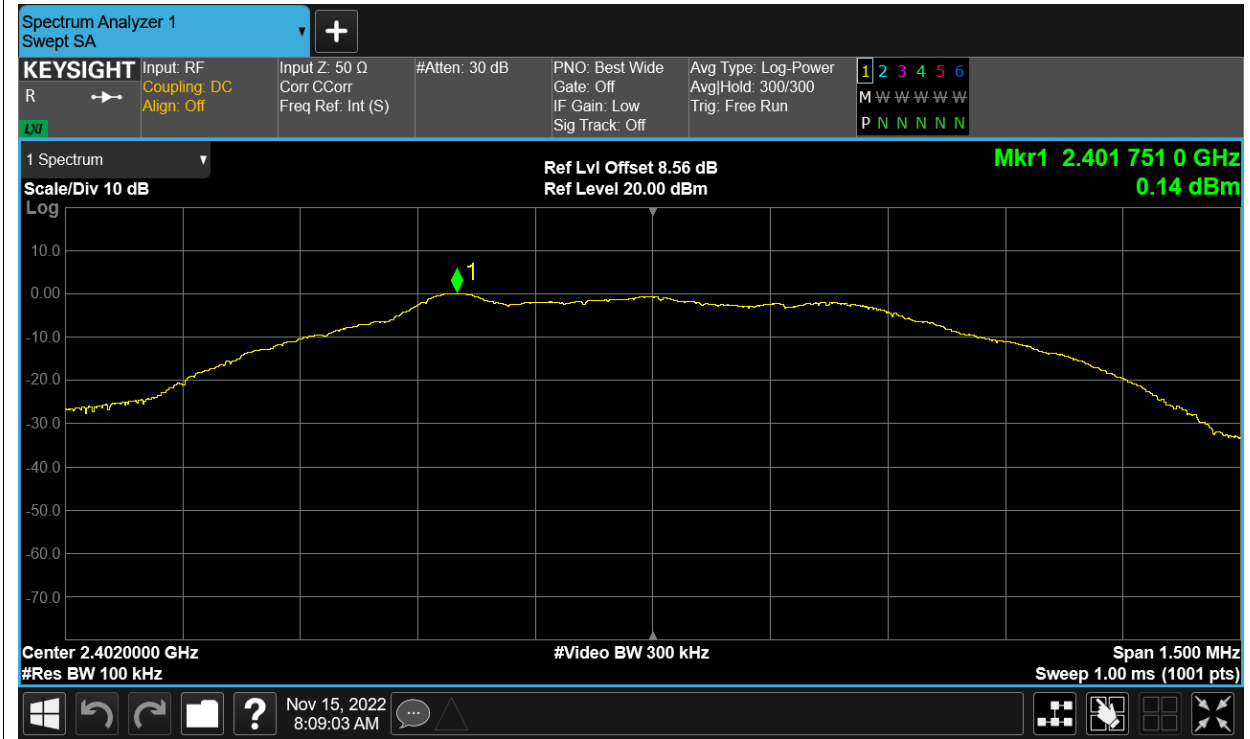 Spectrum Analyzer 1
Swept SA
+
KEYSIGHT
R
LXI
Input: RF
Coupling: DC
Align: Off
Input Z: 50 Ω
Corr CCorr
Freq Ref: Int (S)
#Atten: 30 dB
PNO: Best Wide
Gate: Off
IF Gain: Low
Sig Track: Off
Avg Type: Log-Power
Avg|Hold: 300/300
Trig: Free Run
1 2 3 4 5 6
M W W W W W
P N N N N N
1 Spectrum
Scale/Div 10 dB
Log
Ref Lvl Offset 8.56 dB
Ref Level 20.00 dBm
Mkr1 2.401 751 0 GHz
0.14 dBm
1
10.0
0.00
-10.0
-20.0
-30.0
-40.0
-50.0
-60.0
-70.0
Center 2.4020000 GHz
#Res BW 100 kHz
#Video BW 300 kHz
Span 1.500 MHz
Sweep 1.00 ms (1001 pts)
?
Nov 15, 2022
8:09:03 AM